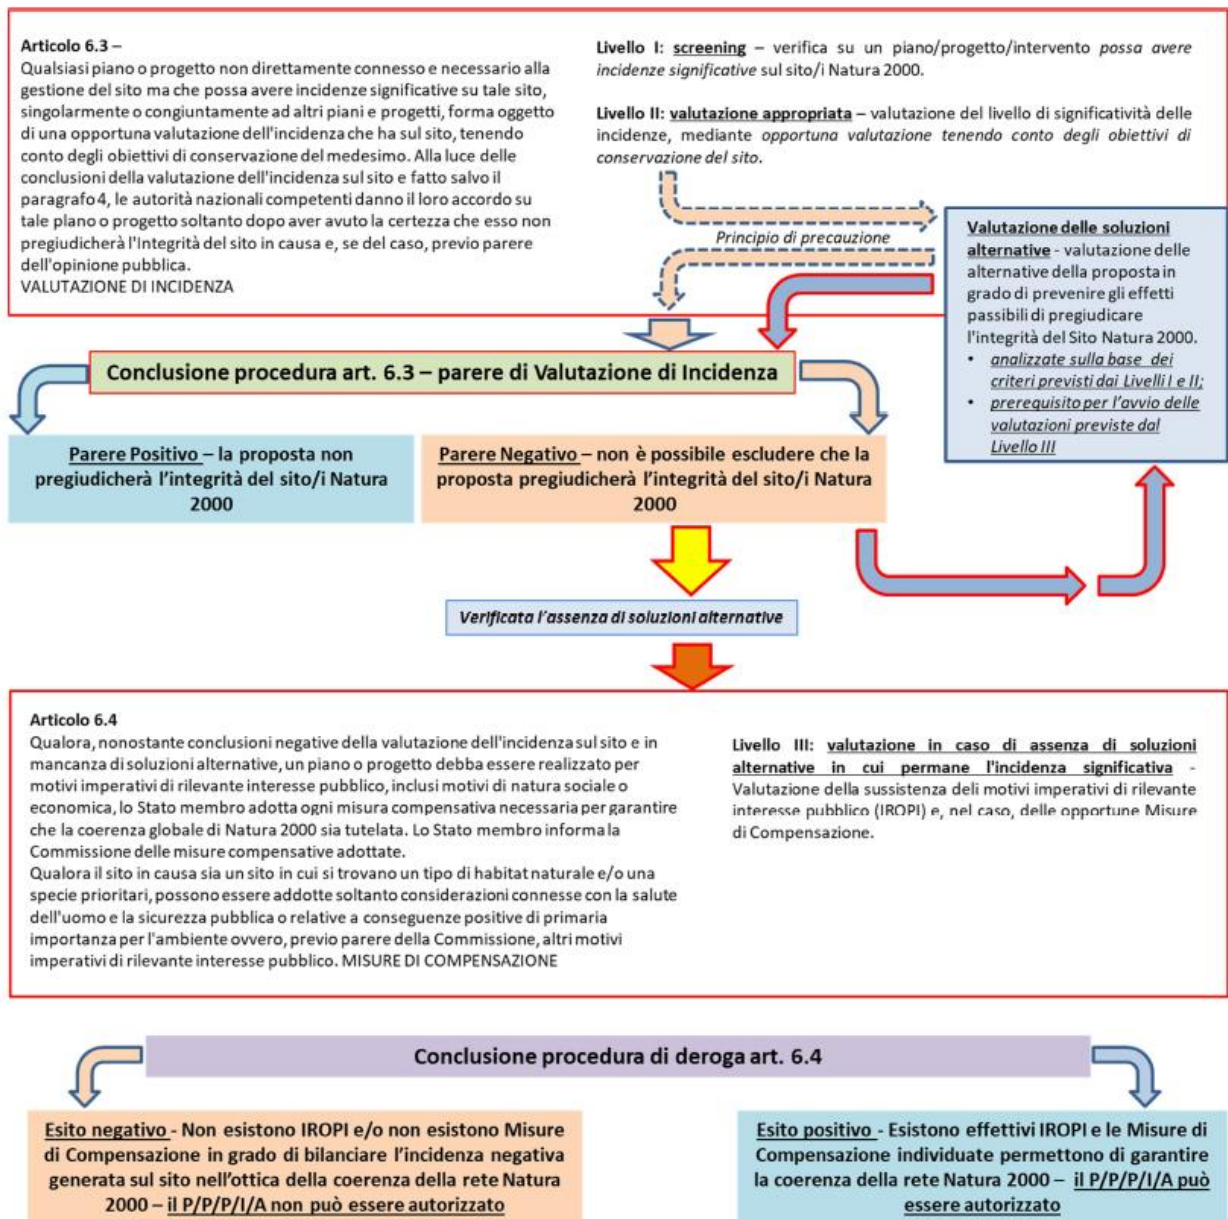 Articolo 6.3 –
Qualsiasi piano o progetto non direttamente connesso e necessario alla
gestione del sito ma che possa avere incidenze significative su tale sito,
singolarmente o congiuntamente ad altri piani e progetti, forma oggetto
di una opportuna valutazione dell'incidenza che ha sul sito, tenendo
conto degli obiettivi di conservazione del medesimo. Alla luce delle
conclusioni della valutazione dell'incidenza sul sito e fatto salvo il
paragrafo 4, le autorità nazionali competenti danno il loro accordo su
tale plano o progetto soltanto dopo aver avuto la certezza che esso non
pregiudicherà l'Integrità del sito in causa e, se del caso, previo parere
dell'opinione pubblica.
VALUTAZIONE DI INCIDENZA
Livello I: screening – verifica su un piano/progetto/intervento possa avere
incidenze significative sul sito/i Natura 2000.
Livello II: valutazione appropriata – valutazione del livello di significatività delle
incidenze, mediante opportuna valutazione tenendo conto degli obiettivi di
conservazione del sito.
Principio di precauzione
Valutazione delle soluzioni
alternative - valutazione delle
alternative della proposta in
grado di prevenire gli effetti
passibili di pregiudicare
l'integrità del Sito Natura 2000.
• analizzate sulla base dei
criteri previsti dai Livelli I e II;
• prerequisito per l'avvio delle
valutazioni previste dal
Livello III
Conclusione procedura art. 6.3 – parere di Valutazione di Incidenza
Parere Positivo – la proposta non
pregiudicherà l'integrità del sito/i Natura
2000
Parere Negativo – non è possibile escludere che la
proposta pregiudicherà l'integrità del sito/i Natura
2000
Verificata l'assenza di soluzioni alternative
Articolo 6.4
Qualora, nonostante conclusioni negative della valutazione dell'incidenza sul sito e in
mancanza di soluzioni alternative, un piano o progetto debba essere realizzato per
motivi imperativi di rilevante interesse pubblico, inclusi motivi di natura sociale o
economica, lo Stato membro adotta ogni misura compensativa necessaria per garantire
che la coerenza globale di Natura 2000 sia tutelata. Lo Stato membro informa la
Commissione delle misure compensative adottate.
Qualora il sito in causa sia un sito in cui si trovano un tipo di habitat naturale e/o una
specie prioritari, possono essere addotte soltanto considerazioni connesse con la salute
dell'uomo e la sicurezza pubblica o relative a conseguenze positive di primaria
importanza per l'ambiente ovvero, previo parere della Commissione, altri motivi
imperativi di rilevante interesse pubblico. MISURE DI COMPENSAZIONE
Livello III: valutazione in caso di assenza di soluzioni
alternative in cui permane l'incidenza significativa -
Valutazione della sussistenza deli motivi imperativi di rilevante
interesse pubblico (IROPI) e, nel caso, delle opportune Misure
di Compensazione.
Conclusione procedura di deroga art. 6.4
Esito negativo - Non esistono IROPI e/o non esistono Misure
di Compensazione in grado di bilanciare l'incidenza negativa
generata sul sito nell'ottica della coerenza della rete Natura
2000 – il P/P/P/I/A non può essere autorizzato
Esito positivo - Esistono effettivi IROPI e le Misure di
Compensazione individuate permettono di garantire
la coerenza della rete Natura 2000 – il P/P/P/I/A può
essere autorizzato